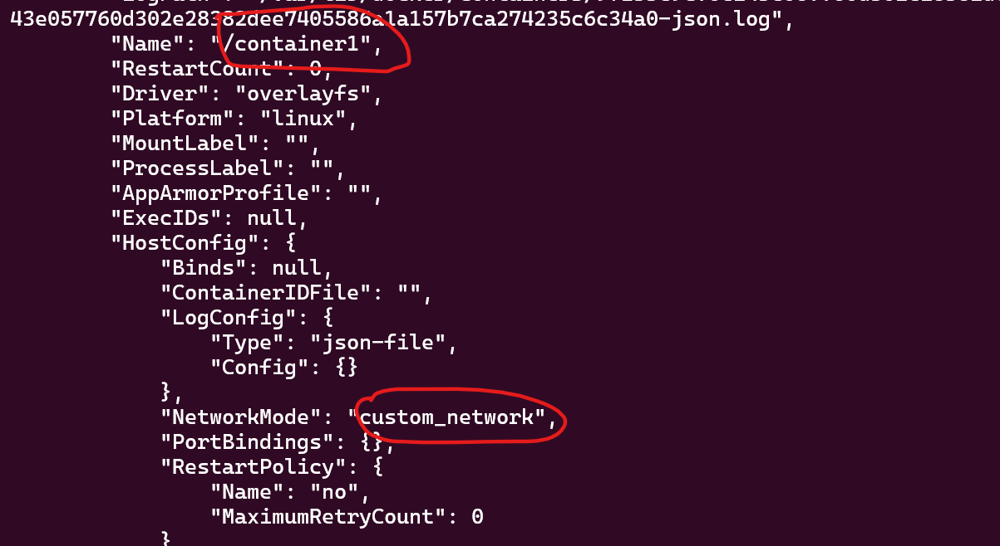 43e057760d302e28382dee7405586a1a157b7ca274235c6c34a0-json.log",
"Name": "/container1",
"RestartCount": 0,
"Driver": "overlayfs",
"Platform": "linux",
"MountLabel": "",
"ProcessLabel": "",
"AppArmorProfile": "",
"ExecIDs": null,
"HostConfig": {
"Binds": null,
"ContainerIDFile": "",
"LogConfig": {
"Type": "json-file",
"Config": {}
},
"NetworkMode": "custom_network",
"PortBindings": {},
"RestartPolicy": {
"Name": "no",
"MaximumRetryCount": 0
}